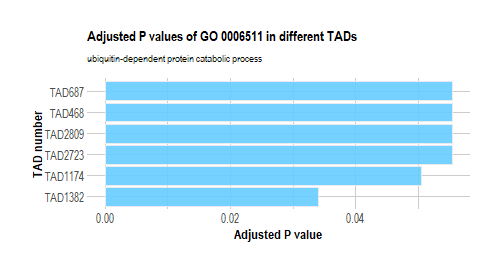 Adjusted P values of GO 0006511 in different TADs
ubiquitin-dependent protein catabolic process
TAD number
TAD687
TAD468
TAD2809
TAD2723
TAD1174
TAD1382
0.00 0.02 0.04
Adjusted P value